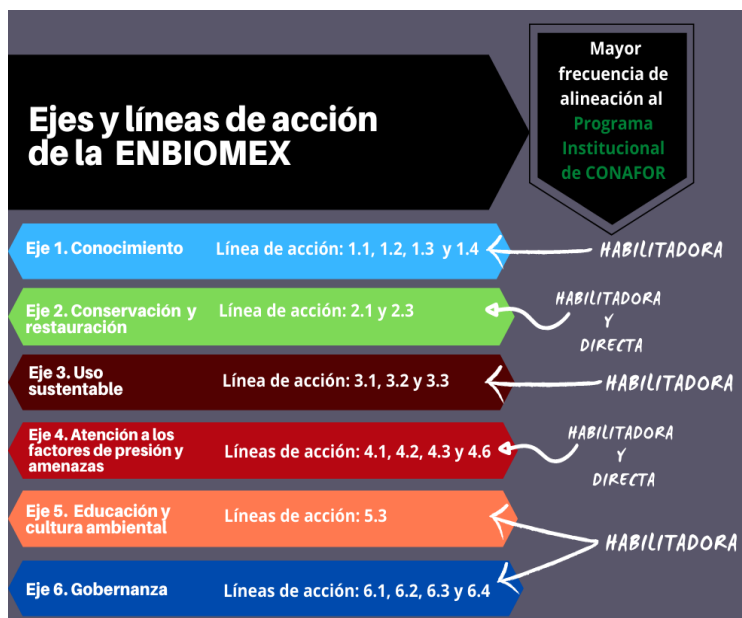 Ejes y líneas de acción
de la ENBIOMEX
Mayor
frecuencia de
alineación al
Programa
Institucional
de CONAFOR
Eje 1. Conocimiento
Línea de acción: 1.1, 1.2, 1.3 y 1.4
HABILITADORA
Eje 2. Conservación y
restauración
Línea de acción: 2.1 y 2.3
HABILITADORA
Y
DIRECTA
Eje 3. Uso
sustentable
Línea de acción: 3.1, 3.2 y 3.3
HABILITADORA
Eje 4. Atención a los
factores de presión y
amenazas
Líneas de acción: 4.1, 4.2, 4.3 y 4.6
HABILITADORA
Y
DIRECTA
Eje 5. Educación y
cultura ambiental
Líneas de acción: 5.3
HABILITADORA
Eje 6. Gobernanza
Líneas de acción: 6.1, 6.2, 6.3 y 6.4